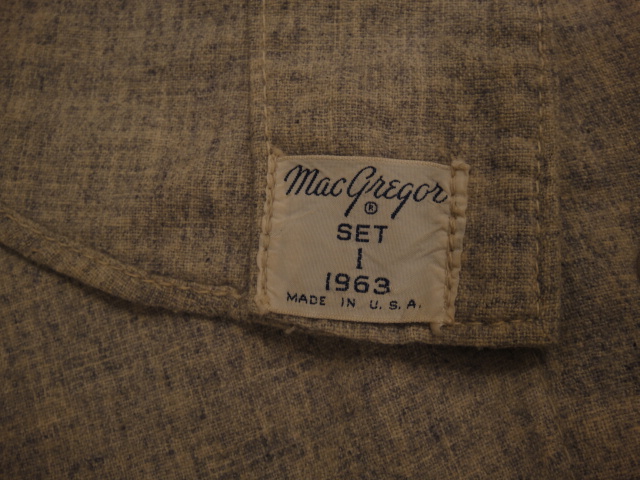 MacGregor
®
SET
1
1963
MADE IN U.S.A.